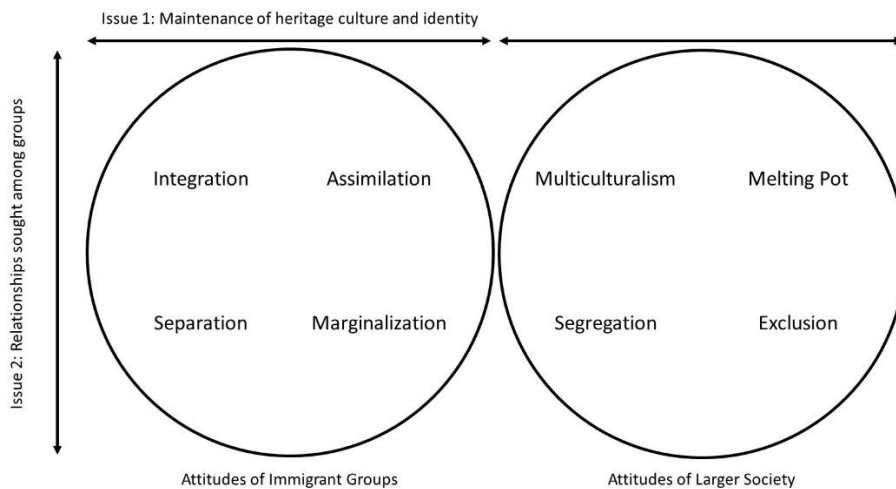 Issue 1: Maintenance of heritage culture and identity
Issue 2: Relationships sought among groups
Integration
Assimilation
Multiculturalism
Melting Pot
Separation
Marginalization
Segregation
Exclusion
Attitudes of Immigrant Groups
Attitudes of Larger Society